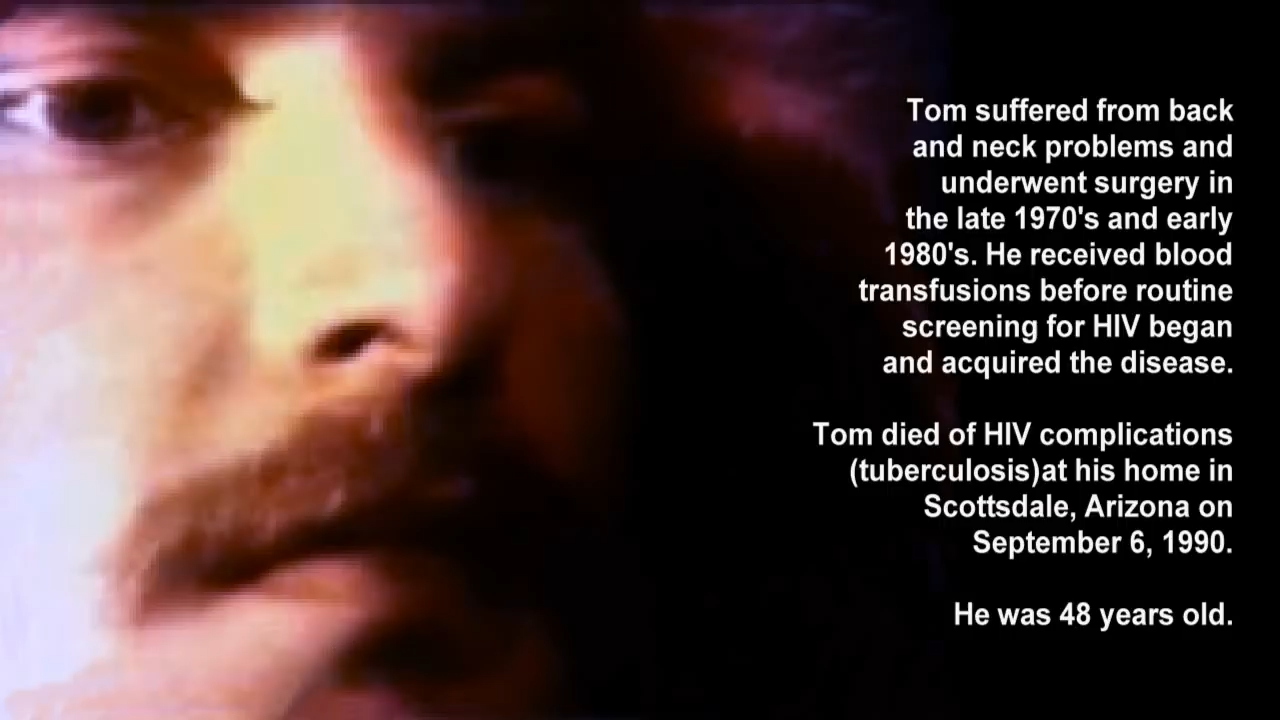 Tom suffered from back
and neck problems and
underwent surgery in
the late 1970's and early
1980's. He received blood
transfusions before routine
screening for HIV began
and acquired the disease.
Tom died of HIV complications
(tuberculosis)at his home in
Scottsdale, Arizona on
September 6, 1990.
He was 48 years old.